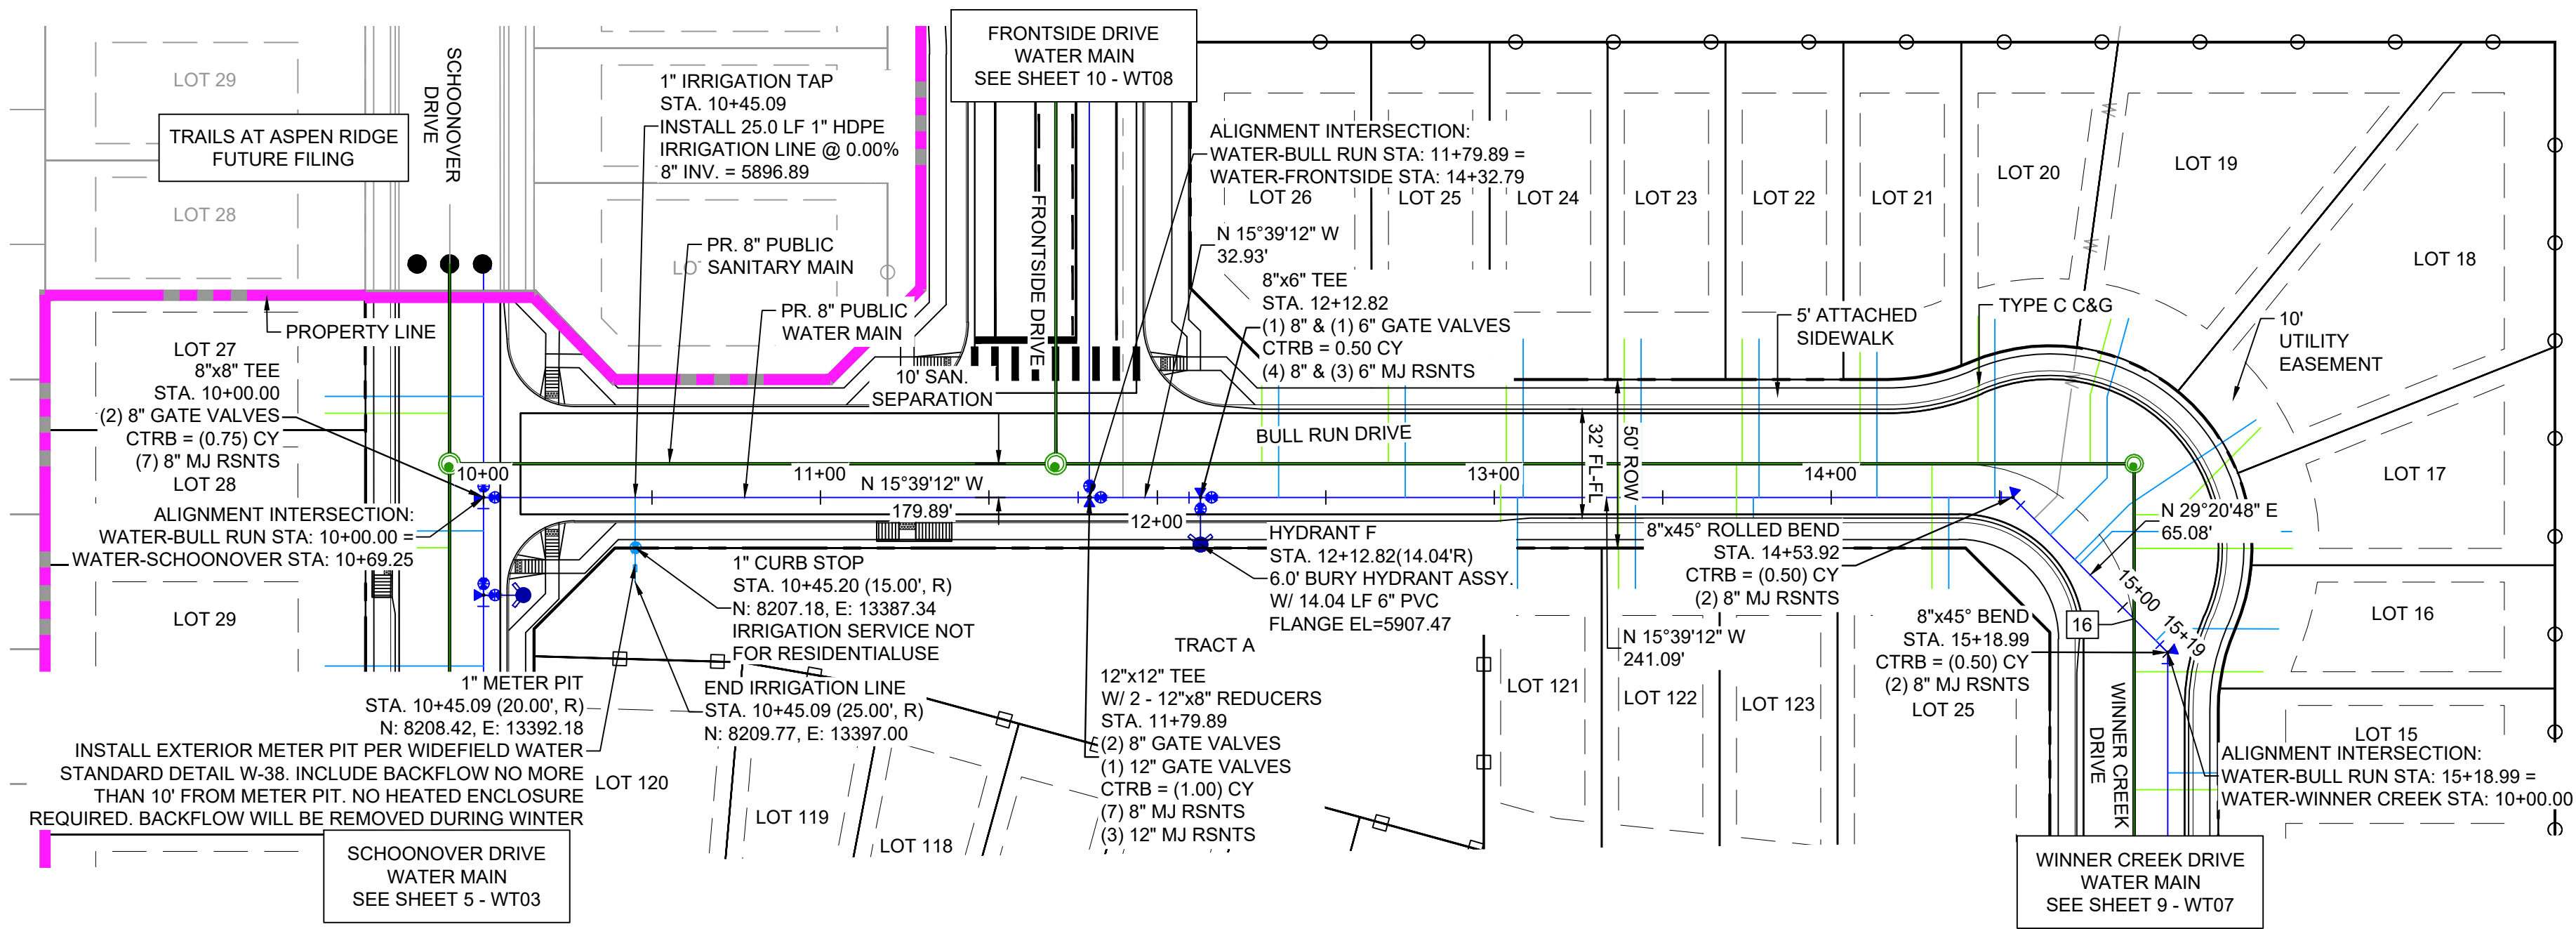 FRONTSIDE DRIVE
WATER MAIN
SEE SHEET 10 - WT08
LOT 29
TRAILS AT ASPEN RIDGE
FUTURE FILING
LOT 28
SCHOONOVER
DRIVE
1" IRRIGATION TAP
STA. 10+45.09
INSTALL 25.0 LF 1" HDPE
IRRIGATION LINE @ 0.00%
8" INV. = 5896.89
PR. 8" PUBLIC
SANITARY MAIN
LO
PR. 8" PUBLIC
WATER MAIN
PROPERTY LINE
FRONTSIDE DRIVE
10' SAN.
SEPARATION
ALIGNMENT INTERSECTION:
WATER-BULL RUN STA: 11+79.89 =
WATER-FRONTSIDE STA: 14+32.79
LOT 26
LOT 25
LOT 24
LOT 23
LOT 22
LOT 21
LOT 20
LOT 19
LOT 18
W
W
W
N 15°39'12" W
32.93'
8"x6" TEE
STA. 12+12.82
(1) 8" & (1) 6" GATE VALVES
CTRB = 0.50 CY
(4) 8" & (3) 6" MJ RSNTS
5' ATTACHED
SIDEWALK
TYPE C C&G
10'
UTILITY
EASEMENT
LOT 27
8"x8" TEE
STA. 10+00.00
(2) 8" GATE VALVES
CTRB = (0.75) CY
(7) 8" MJ RSNTS
LOT 28
ALIGNMENT INTERSECTION:
WATER-BULL RUN STA: 10+00.00 =
WATER-SCHOONOVER STA: 10+69.25
LOT 29
BULL RUN DRIVE
32' FL-FL
50' ROW
10+00
11+00
12+00
13+00
14+00
15+00
15+19
N 15°39'12" W
179.89'
LOT 17
N 29°20'48" E
65.08'
1" CURB STOP
STA. 10+45.20 (15.00', R)
N: 8207.18, E: 13387.34
IRRIGATION SERVICE NOT
FOR RESIDENTIALUSE
END IRRIGATION LINE
STA. 10+45.09 (25.00', R)
N: 8209.77, E: 13397.00
1" METER PIT
STA. 10+45.09 (20.00', R)
N: 8208.42, E: 13392.18
INSTALL EXTERIOR METER PIT PER WIDEFIELD WATER
STANDARD DETAIL W-38. INCLUDE BACKFLOW NO MORE
THAN 10' FROM METER PIT. NO HEATED ENCLOSURE
REQUIRED. BACKFLOW WILL BE REMOVED DURING WINTER
HYDRANT F
STA. 12+12.82(14.04'R)
6.0' BURY HYDRANT ASSY.
W/ 14.04 LF 6" PVC
FLANGE EL=5907.47
TRACT A
12"x12" TEE
W/ 2 - 12"x8" REDUCERS
STA. 11+79.89
(2) 8" GATE VALVES
(1) 12" GATE VALVES
CTRB = (1.00) CY
(7) 8" MJ RSNTS
(3) 12" MJ RSNTS
8"x45° ROLLED BEND
STA. 14+53.92
CTRB = (0.50) CY
(2) 8" MJ RSNTS
N 15°39'12" W
241.09'
8"x45° BEND
STA. 15+18.99
CTRB = (0.50) CY
(2) 8" MJ RSNTS
LOT 25
16
LOT 16
LOT 15
LOT 121
LOT 122
LOT 123
LOT 120
LOT 119
LOT 118
WINNER CREEK
DRIVE
ALIGNMENT INTERSECTION:
WATER-BULL RUN STA: 15+18.99 =
WATER-WINNER CREEK STA: 10+00.00
SCHOONOVER DRIVE
WATER MAIN
SEE SHEET 5 - WT03
WINNER CREEK DRIVE
WATER MAIN
SEE SHEET 9 - WT07